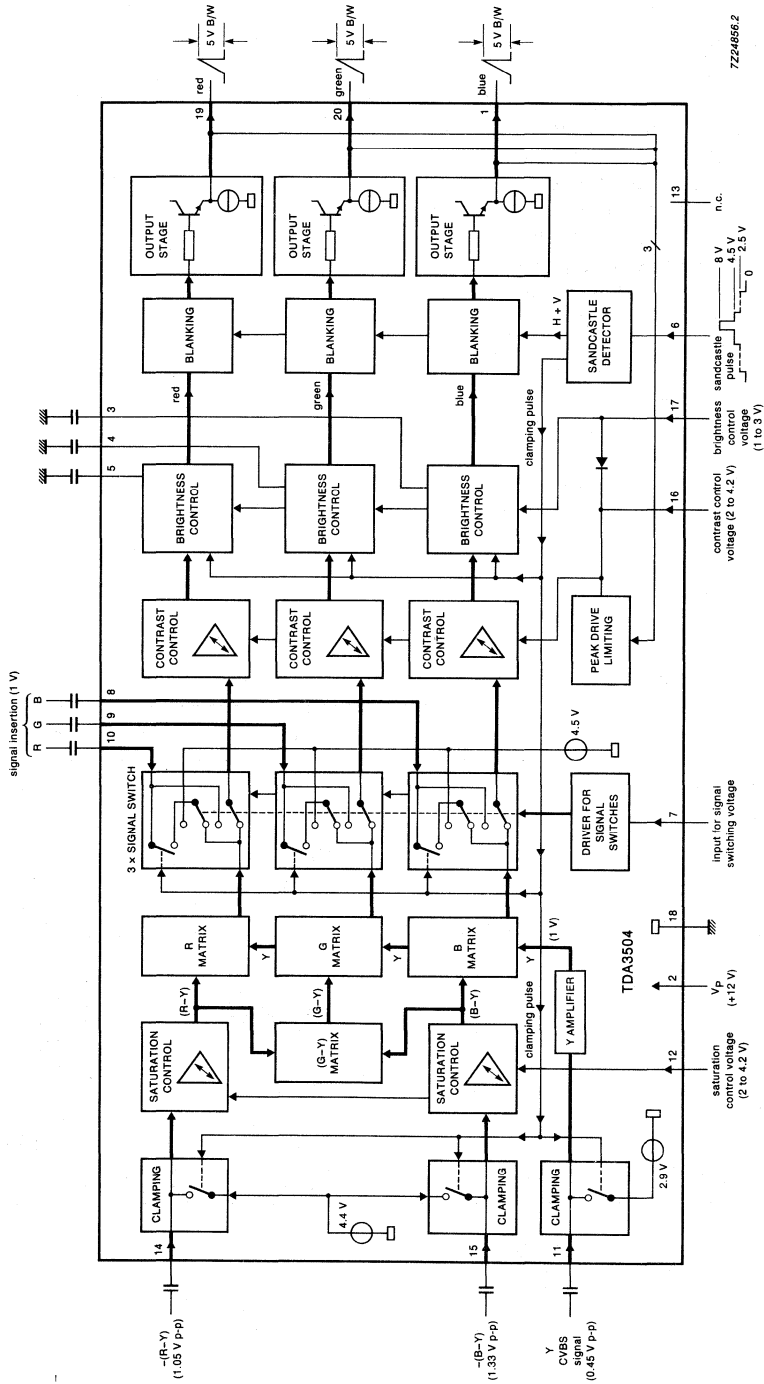 signal insertion (1 V)
R G B
10 9 8
5 4 3
–(R–Y)
(1.05 V p-p)
14
CLAMPING
SATURATION
CONTROL
(R–Y)
R
MATRIX
3 x SIGNAL SWITCH
CONTRAST
CONTROL
BRIGHTNESS
CONTROL
red
BLANKING
OUTPUT
STAGE
19
red
5 V B/W
4.4 V
(G–Y)
MATRIX
(G–Y)
Y
G
MATRIX
CONTRAST
CONTROL
BRIGHTNESS
CONTROL
green
BLANKING
OUTPUT
STAGE
20
green
5 V B/W
–(B–Y)
(1.33 V p-p)
15
CLAMPING
SATURATION
CONTROL
(B–Y)
Y
B
MATRIX
CONTRAST
CONTROL
BRIGHTNESS
CONTROL
blue
BLANKING
OUTPUT
STAGE
1
blue
5 V B/W
Y
CVBS
signal
(0.45 V p-p)
11
CLAMPING
2.9 V
clamping pulse
Y AMPLIFIER
Y
(1 V)
4.5 V
clamping pulse
H + V
DRIVER FOR
SIGNAL
SWITCHES
PEAK DRIVE
LIMITING
SANDCASTLE
DETECTOR
3
TDA3504
12
saturation
control voltage
(2 to 4.2 V)
2
VP
(+12 V)
18
7
input for signal
switching voltage
16
contrast control
voltage (2 to 4.2 V)
17
brightness
control
voltage
(1 to 3 V)
6
sandcastle
pulse
8 V
4.5 V
2.5 V
0
13
n.c.
7Z24856.2